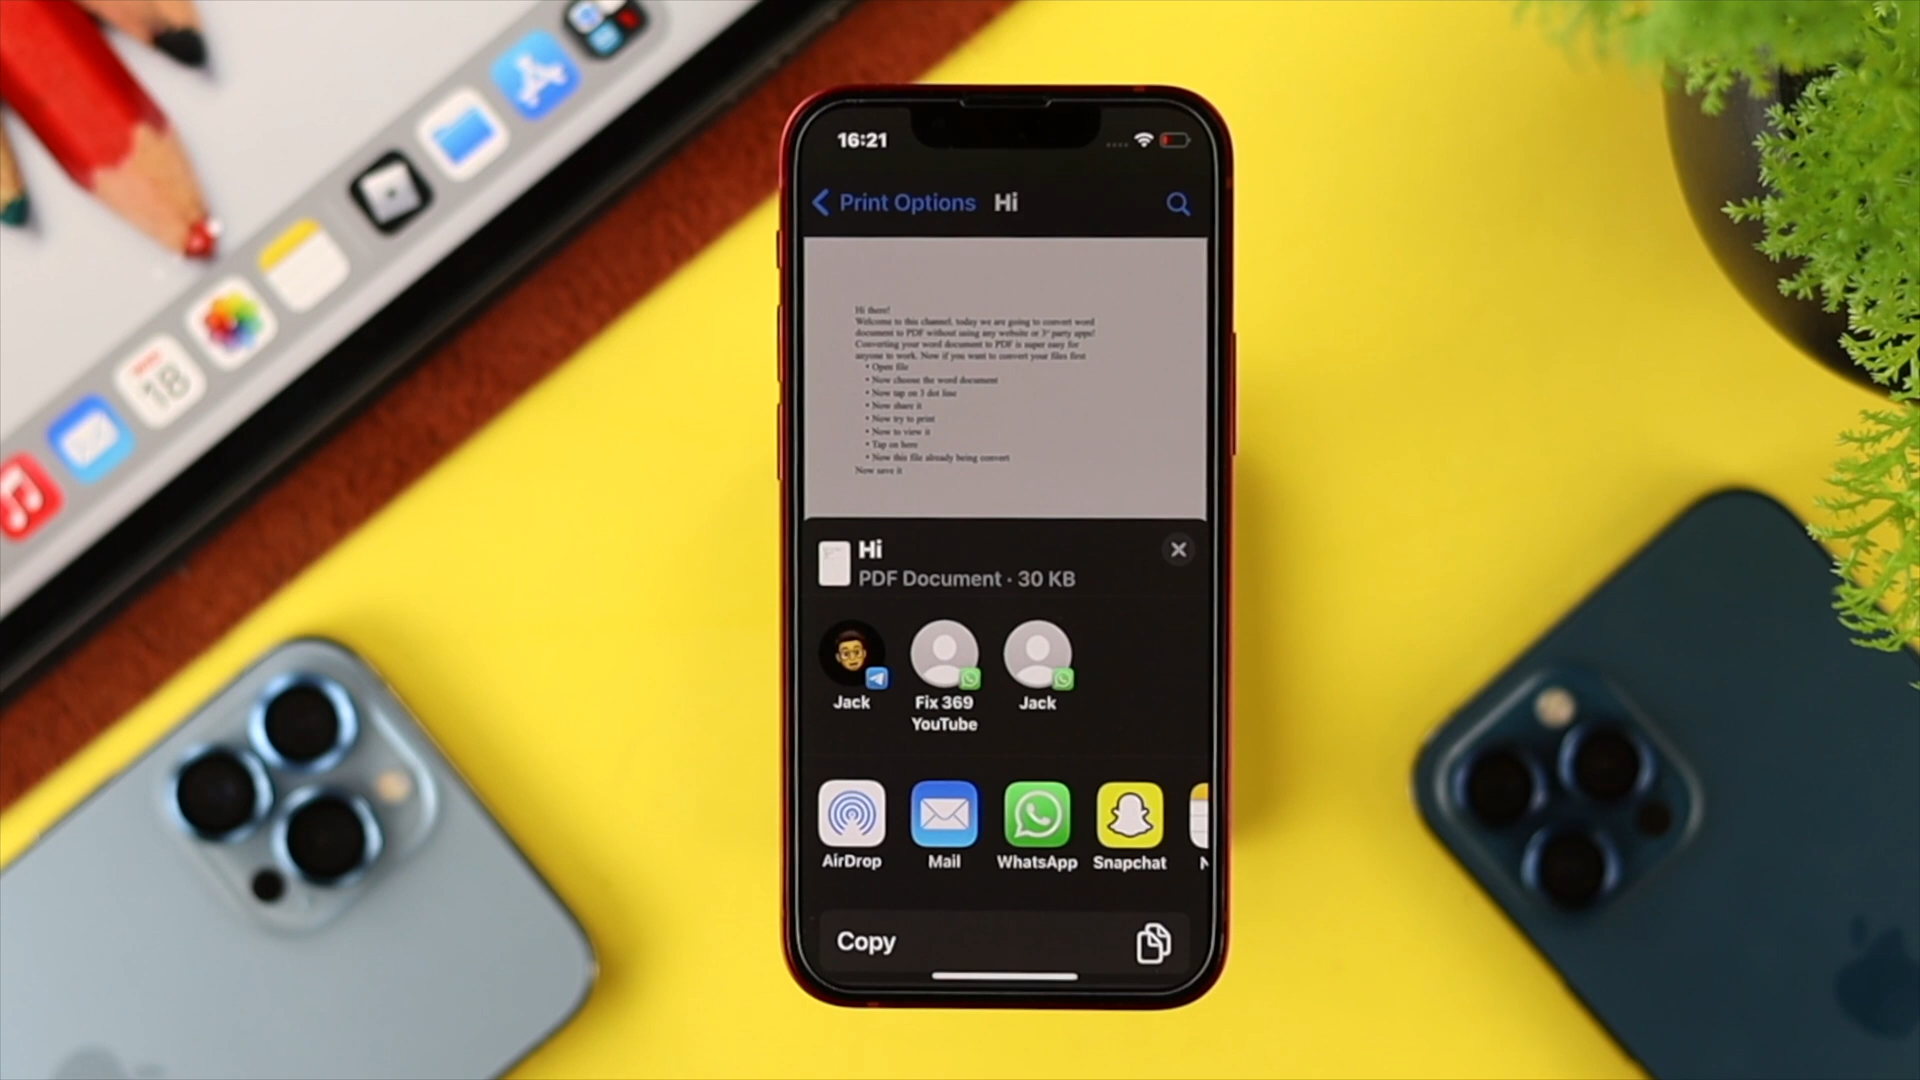 16:21
Print Options Hi
Hi there!
Welcome to this channel, today we are going to convert word
document to PDF without using any website or 3rd party apps!
Converting your word document to PDF is super easy for
anyone to work. Now if you want to convert your files first
• Open file
• Now choose the word document
• Now tap on 3 dot line
• Now share it
• Now try to print
• Now to view it
• Tap on here
• Now this file already being convert
Now save it
Hi
PDF Document · 30 KB
Jack
Fix 369
YouTube
Jack
AirDrop Mail WhatsApp Snapchat
Copy
18